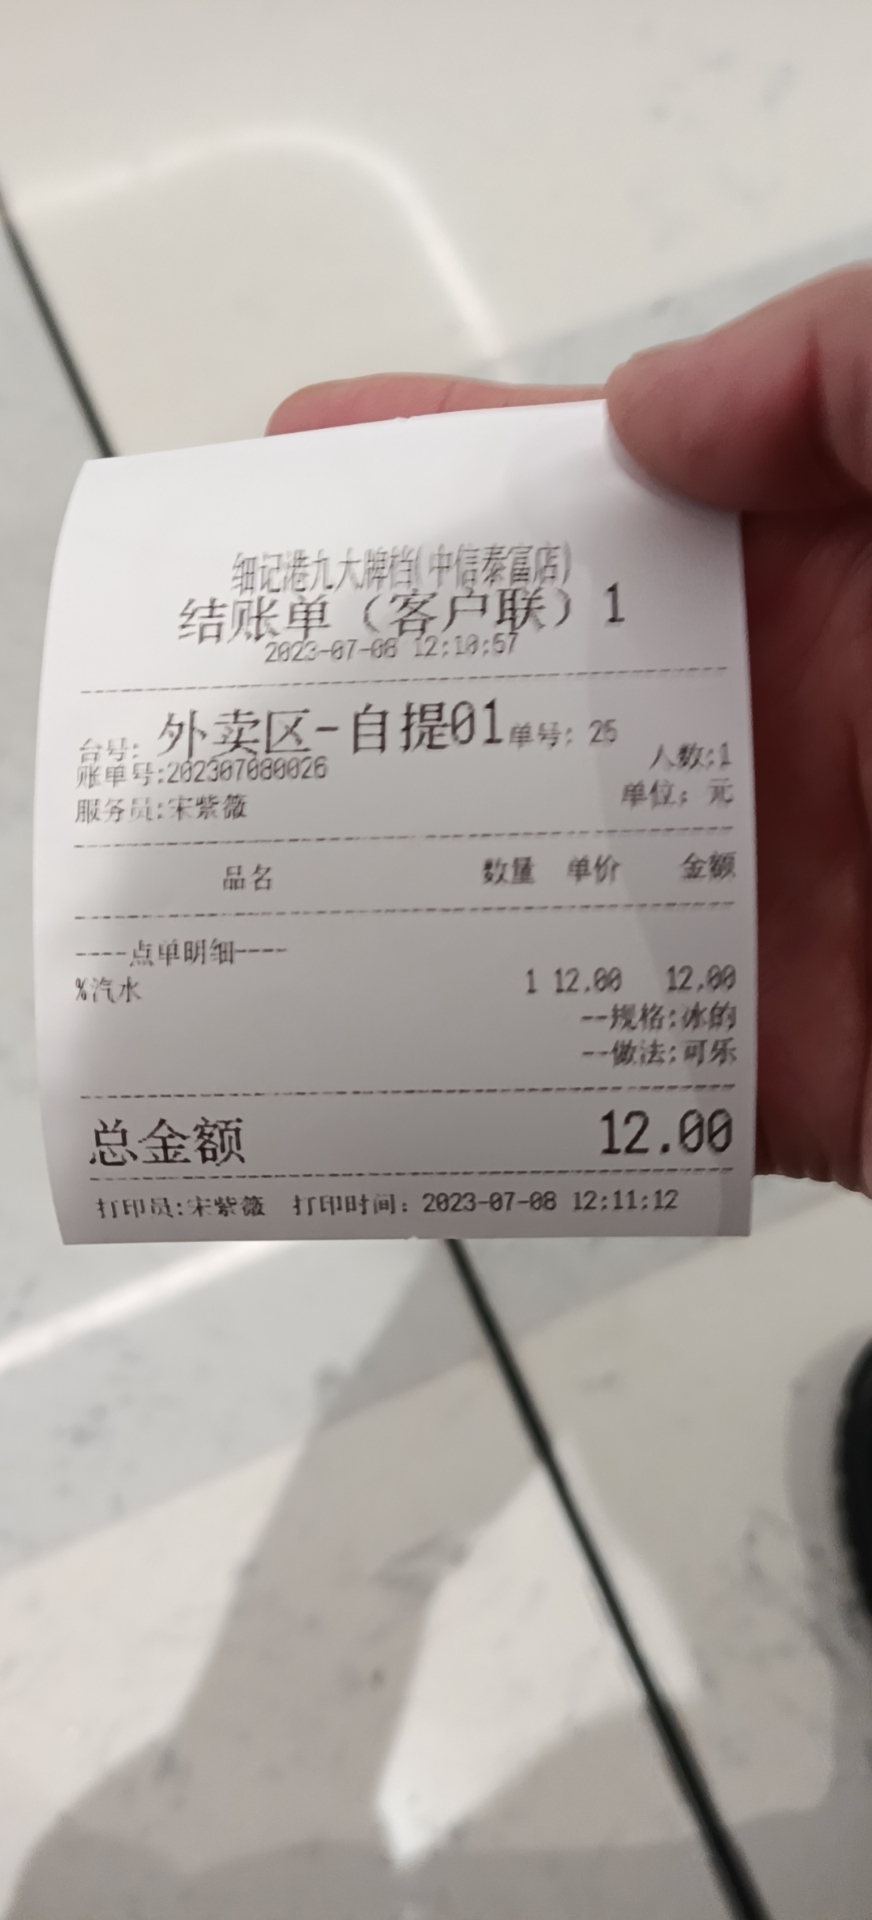 细记港九大牌档(中信泰富店)
结账单（客户联）1
2023-07-08 12:10:57
台号: 外卖区-自提01 单号: 25
账单号:202307080026 人数:1
服务员:宋紫薇 单位: 元
品名 数量 单价 金额
----点单明细----
%汽水 1 12.00 12.00
--规格:冰的
--做法:可乐
总金额 12.00
打印员:宋紫薇 打印时间: 2023-07-08 12:11:12